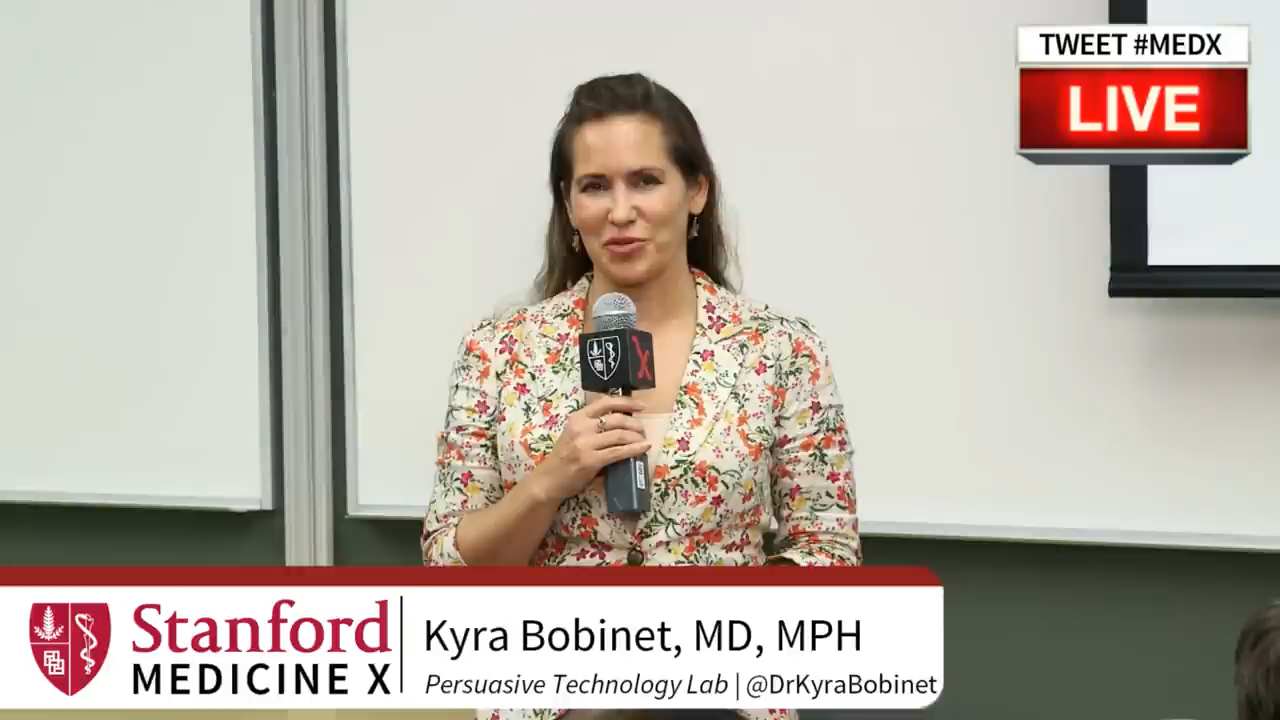 TWEET #MEDX
LIVE
Stanford
MEDICINE X
Kyra Bobinet, MD, MPH
Persuasive Technology Lab | @DrKyraBobinet
X